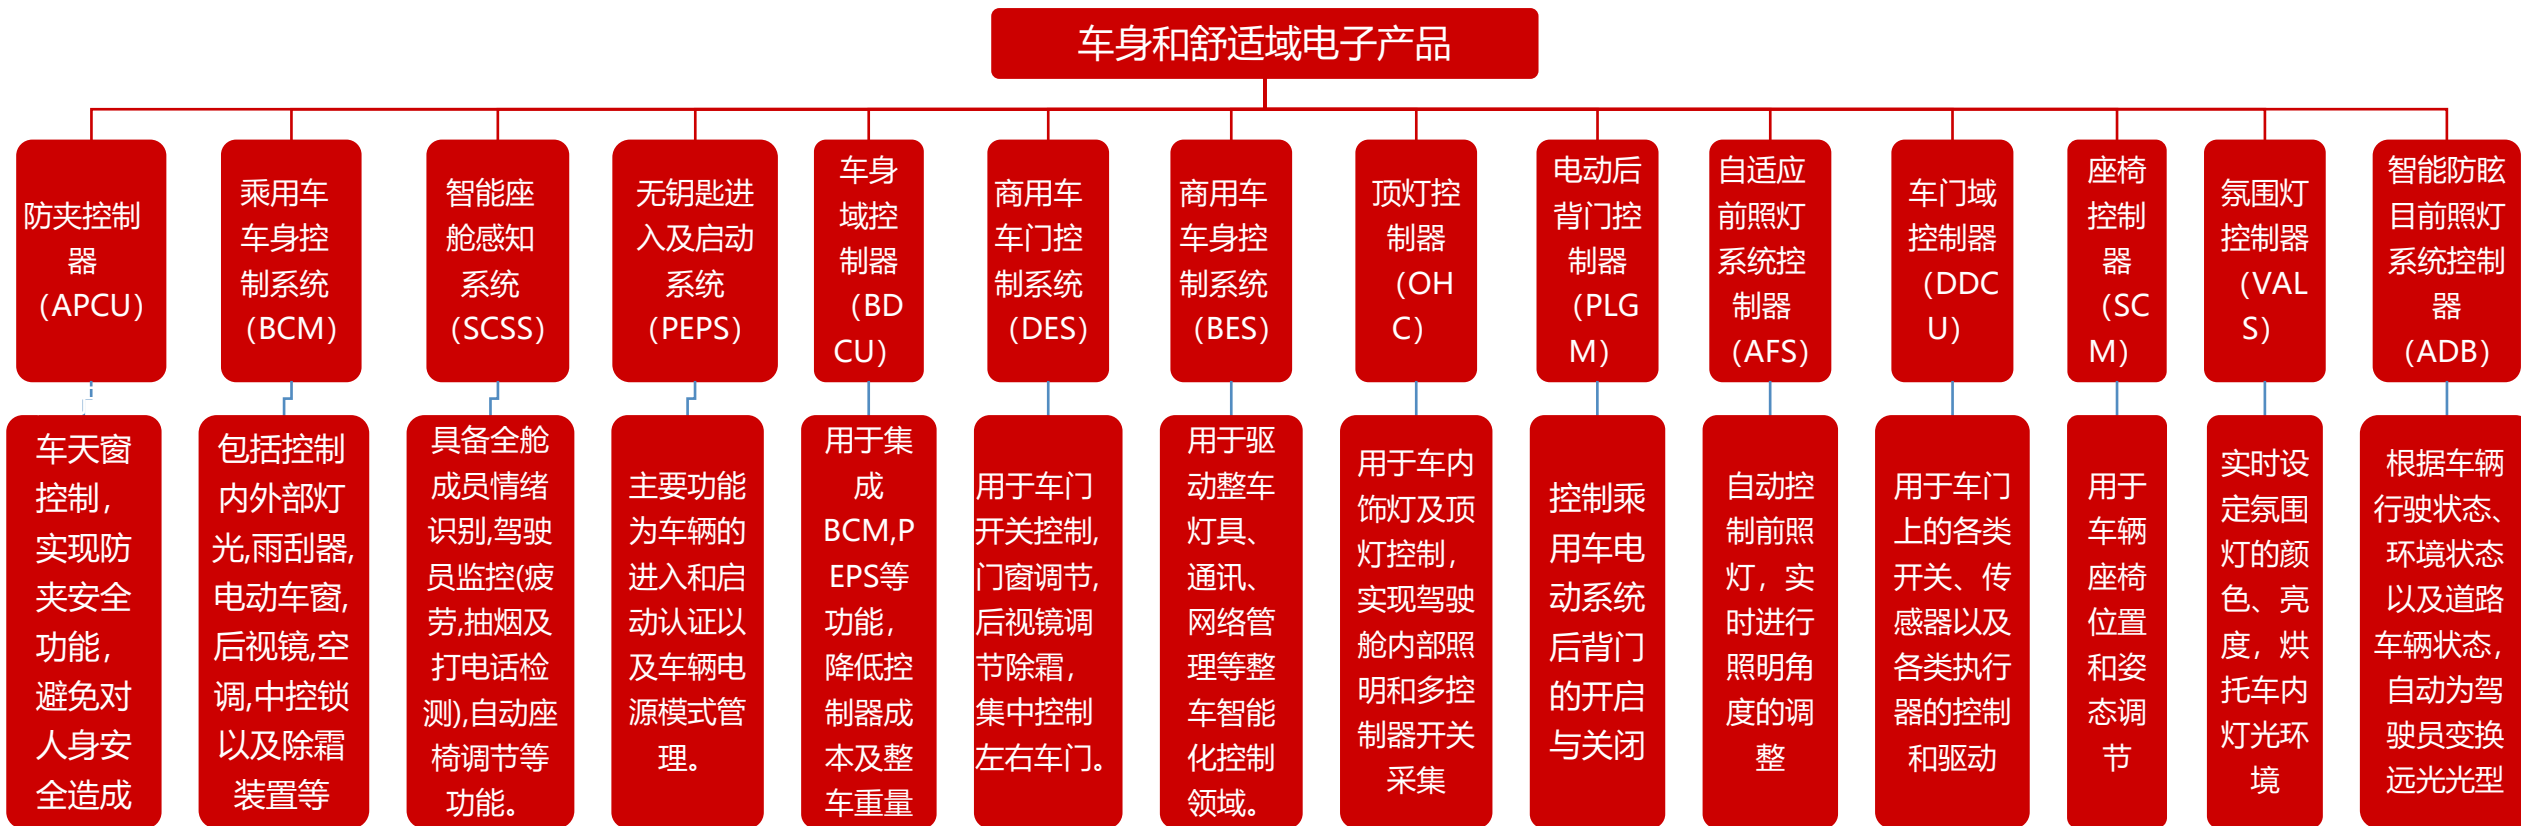 车身和舒适域电子产品
防夹控制
器
（APCU）
乘用车
车身控
制系统
（BCM）
智能座
舱感知
系统
（SCSS）
无钥匙进
入及启动
系统
（PEPS）
车身
域控
制器
（BD
CU）
商用车
车门控
制系统
（DES）
商用车
车身控
制系统
（BES）
顶灯控
制器
（OH
C）
电动后
背门控
制器
（PLG
M）
自适应
前照灯
系统控
制器
（AFS）
车门域
控制器
（DDC
U）
座椅
控制
器
（SC
M）
氛围灯
控制器
（VAL
S）
智能防眩
目前照灯
系统控制
器
（ADB）
车天窗
控制，
实现防
夹安全
功能，
避免对
人身安
全造成
包括控制
内外部灯
光,雨刮器,
电动车窗,
后视镜,空
调,中控锁
以及除霜
装置等
具备全舱
成员情绪
识别,驾驶
员监控(疲
劳,抽烟及
打电话检
测),自动座
椅调节等
功能。
主要功能
为车辆的
进入和启
动认证以
及车辆电
源模式管
理。
用于集
成
BCM,P
EPS等
功能，
降低控
制器成
本及整
车重量
用于车门
开关控制,
门窗调节,
后视镜调
节除霜，
集中控制
左右车门。
用于驱
动整车
灯具、
通讯、
网络管
理等整
车智能
化控制
领域。
用于车内
饰灯及顶
灯控制，
实现驾驶
舱内部照
明和多控
制器开关
采集
控制乘
用车电
动系统
后背门
的开启
与关闭
自动控
制前照
灯，实
时进行
照明角
度的调
整
用于车门
上的各类
开关、传
感器以及
各类执行
器的控制
和驱动
用于
车辆
座椅
位置
和姿
态调
节
实时设
定氛围
灯的颜
色、亮
度，烘
托车内
灯光环
境
根据车辆
行驶状态、
环境状态
以及道路
车辆状态，
自动为驾
驶员变换
远光光型